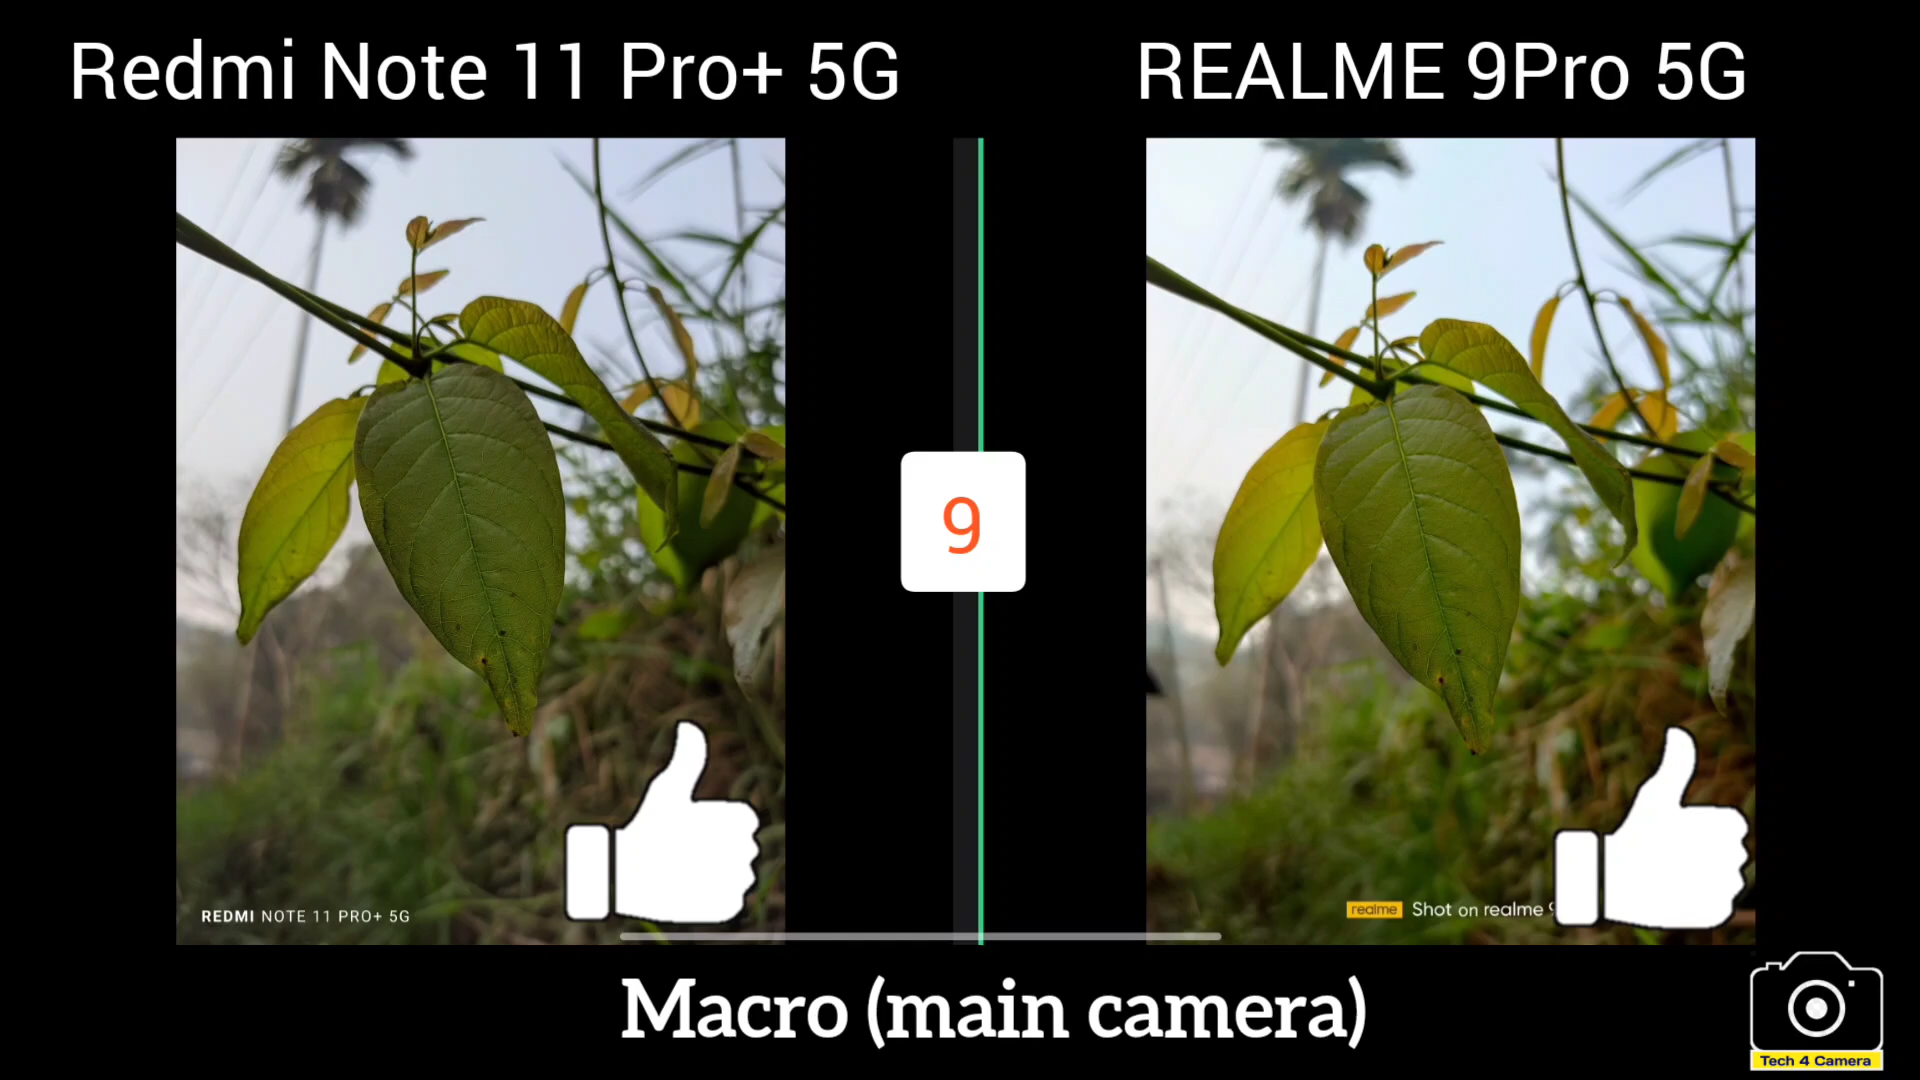 Redmi Note 11 Pro+ 5G
REALME 9Pro 5G
9
REDMI NOTE 11 PRO+ 5G
realme Shot on realme
Macro (main camera)
Tech 4 Camera